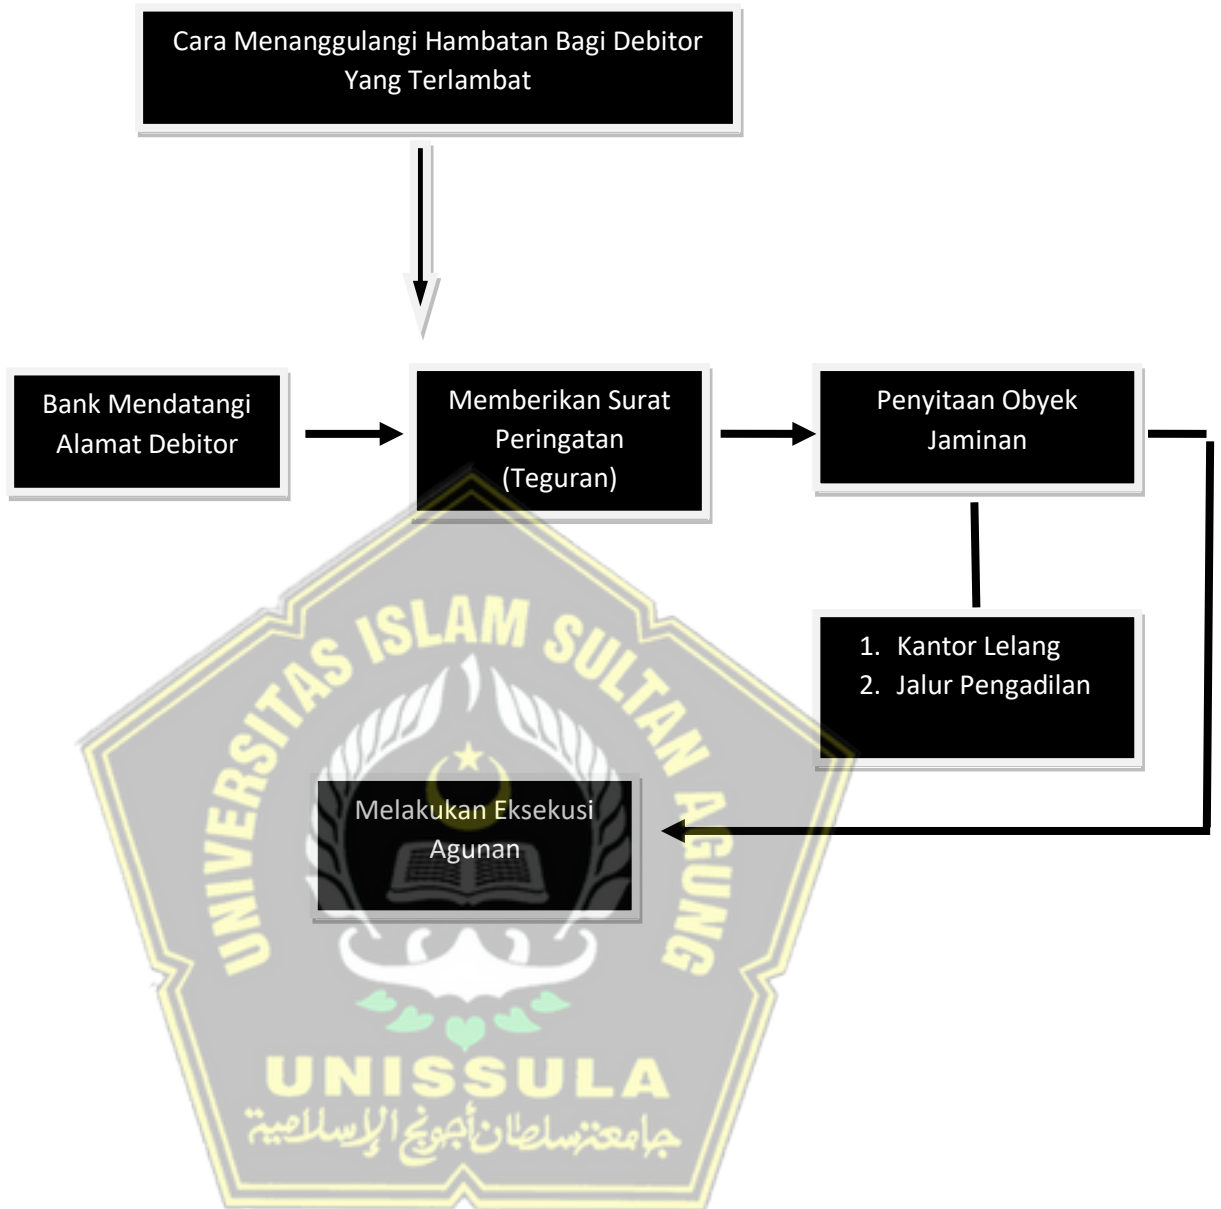 Cara Menanggulangi Hambatan Bagi Debitor
Yang Terlambat
Bank Mendatangi
Alamat Debitor
Memberikan Surat
Peringatan
(Teguran)
Penyitaan Obyek
Jaminan
1. Kantor Lelang
2. Jalur Pengadilan
Melakukan Eksekusi
Agunan
UNIVERSITAS ISLAM SULTAN AGUNG
UNISSULA
جامعة سلطان أجونج الإسلامية